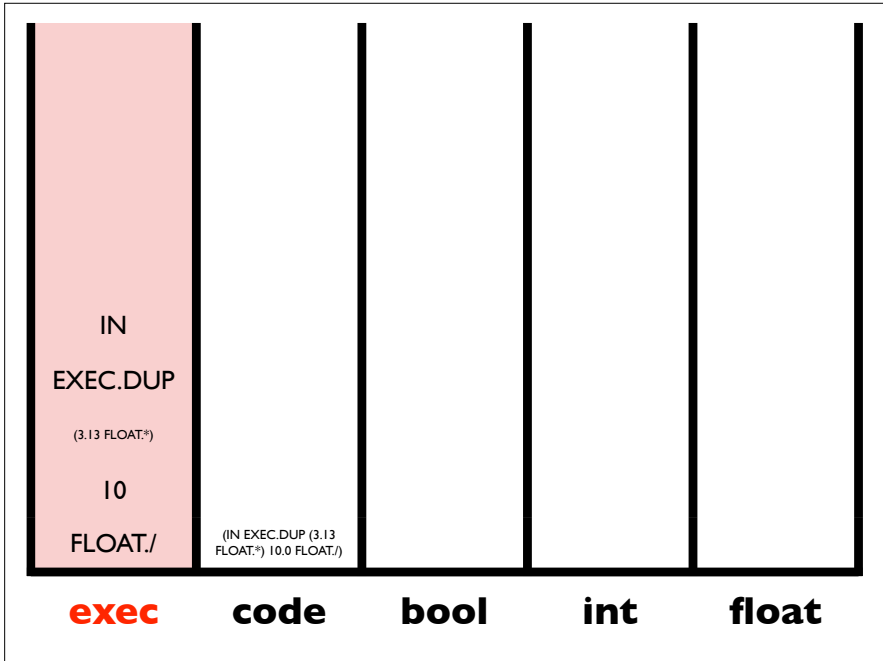 IN
EXEC.DUP
(3.13 FLOAT.*)
10
FLOAT./
(IN EXEC.DUP (3.13
FLOAT.*) 10.0 FLOAT./)
exec
code
bool
int
float